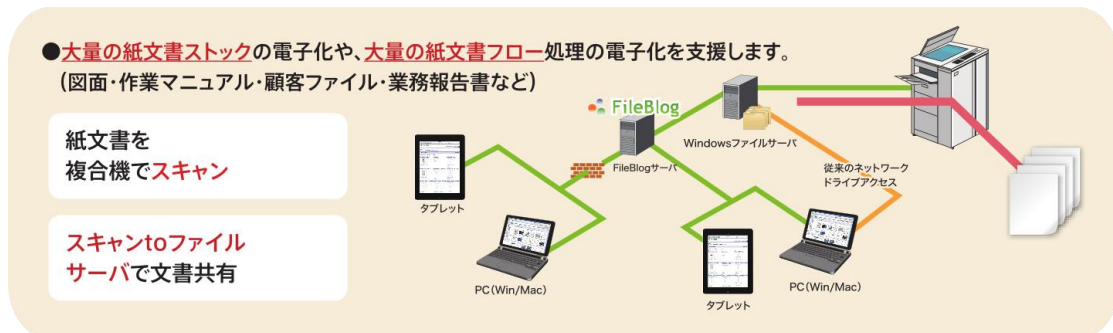 ●大量の紙文書ストックの電子化や、大量の紙文書フロー処理の電子化を支援します。
(図面・作業マニュアル・顧客ファイル・業務報告書など)
紙文書を
複合機でスキャン
スキャンtoファイル
サーバで文書共有
FileBlog
FileBlogサーバ
Windowsファイルサーバ
従来のネットワーク
ドライブアクセス
タブレット
PC(Win/Mac)
タブレット
PC(Win/Mac)